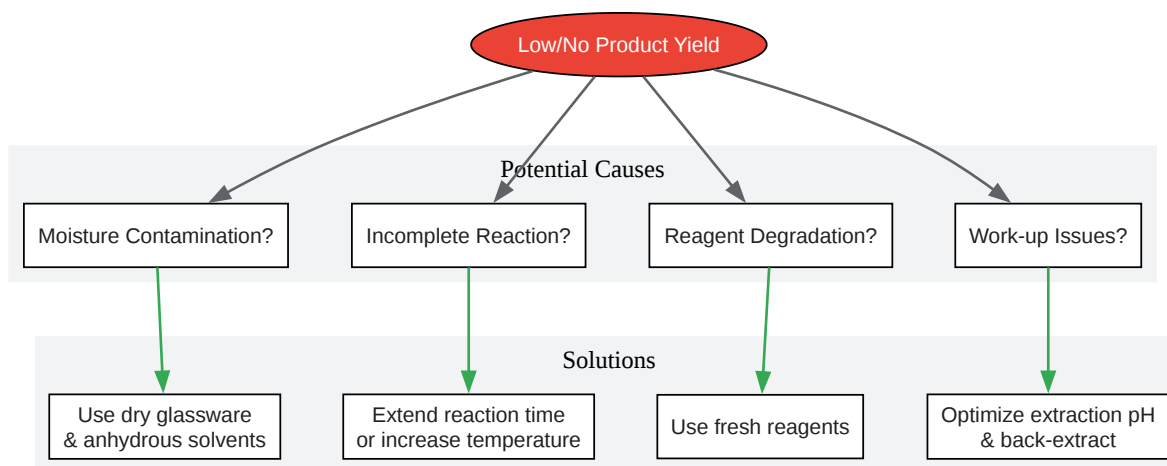 Low/No Product Yield
Potential Causes
Moisture Contamination?
Incomplete Reaction?
Reagent Degradation?
Work-up Issues?
Solutions
Use dry glassware
& anhydrous solvents
Extend reaction time
or increase temperature
Use fresh reagents
Optimize extraction pH
& back-extract